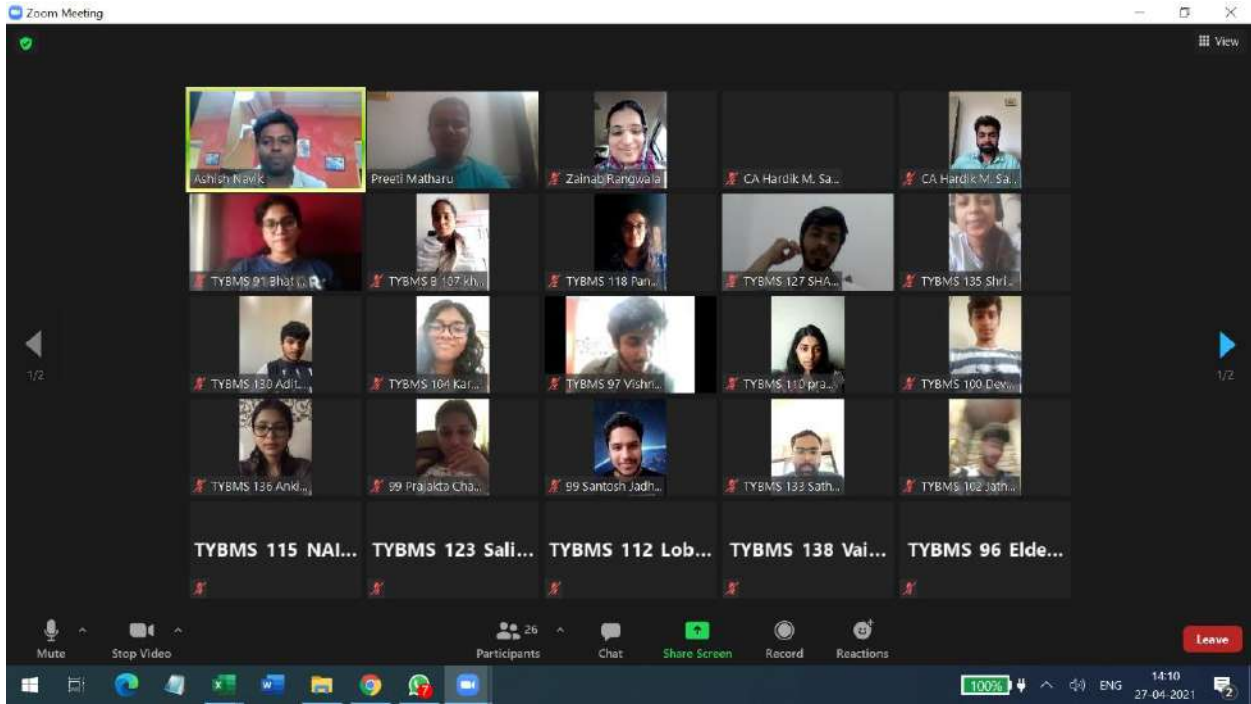 Zoom Meeting
View
Ashish Navik
Preeti Matharu
Zainab Rangwala
CA Hardik M. Sa...
CA Hardik M. Sa...
TYBMS 91 Bhat
TYBMS B 107 kh...
TYBMS 118 Pan...
TYBMS 127 SHA...
TYBMS 135 Shri...
TYBMS 130 Adit...
TYBMS 104 Kar...
TYBMS 97 Vishn...
TYBMS 110 pra...
TYBMS 100 Dev...
TYBMS 136 Anki...
99 Prajakta Cha...
99 Santosh Jadh...
TYBMS 133 Sath...
TYBMS 102 Jath...
TYBMS 115 NAI...
TYBMS 123 Sali...
TYBMS 112 Lob...
TYBMS 138 Vai...
TYBMS 96 Elde...
1/2
1/2
Mute
Stop Video
26
Participants
Chat
Share Screen
Record
Reactions
Leave
7
100%
ENG
14:10
27-04-2021
2